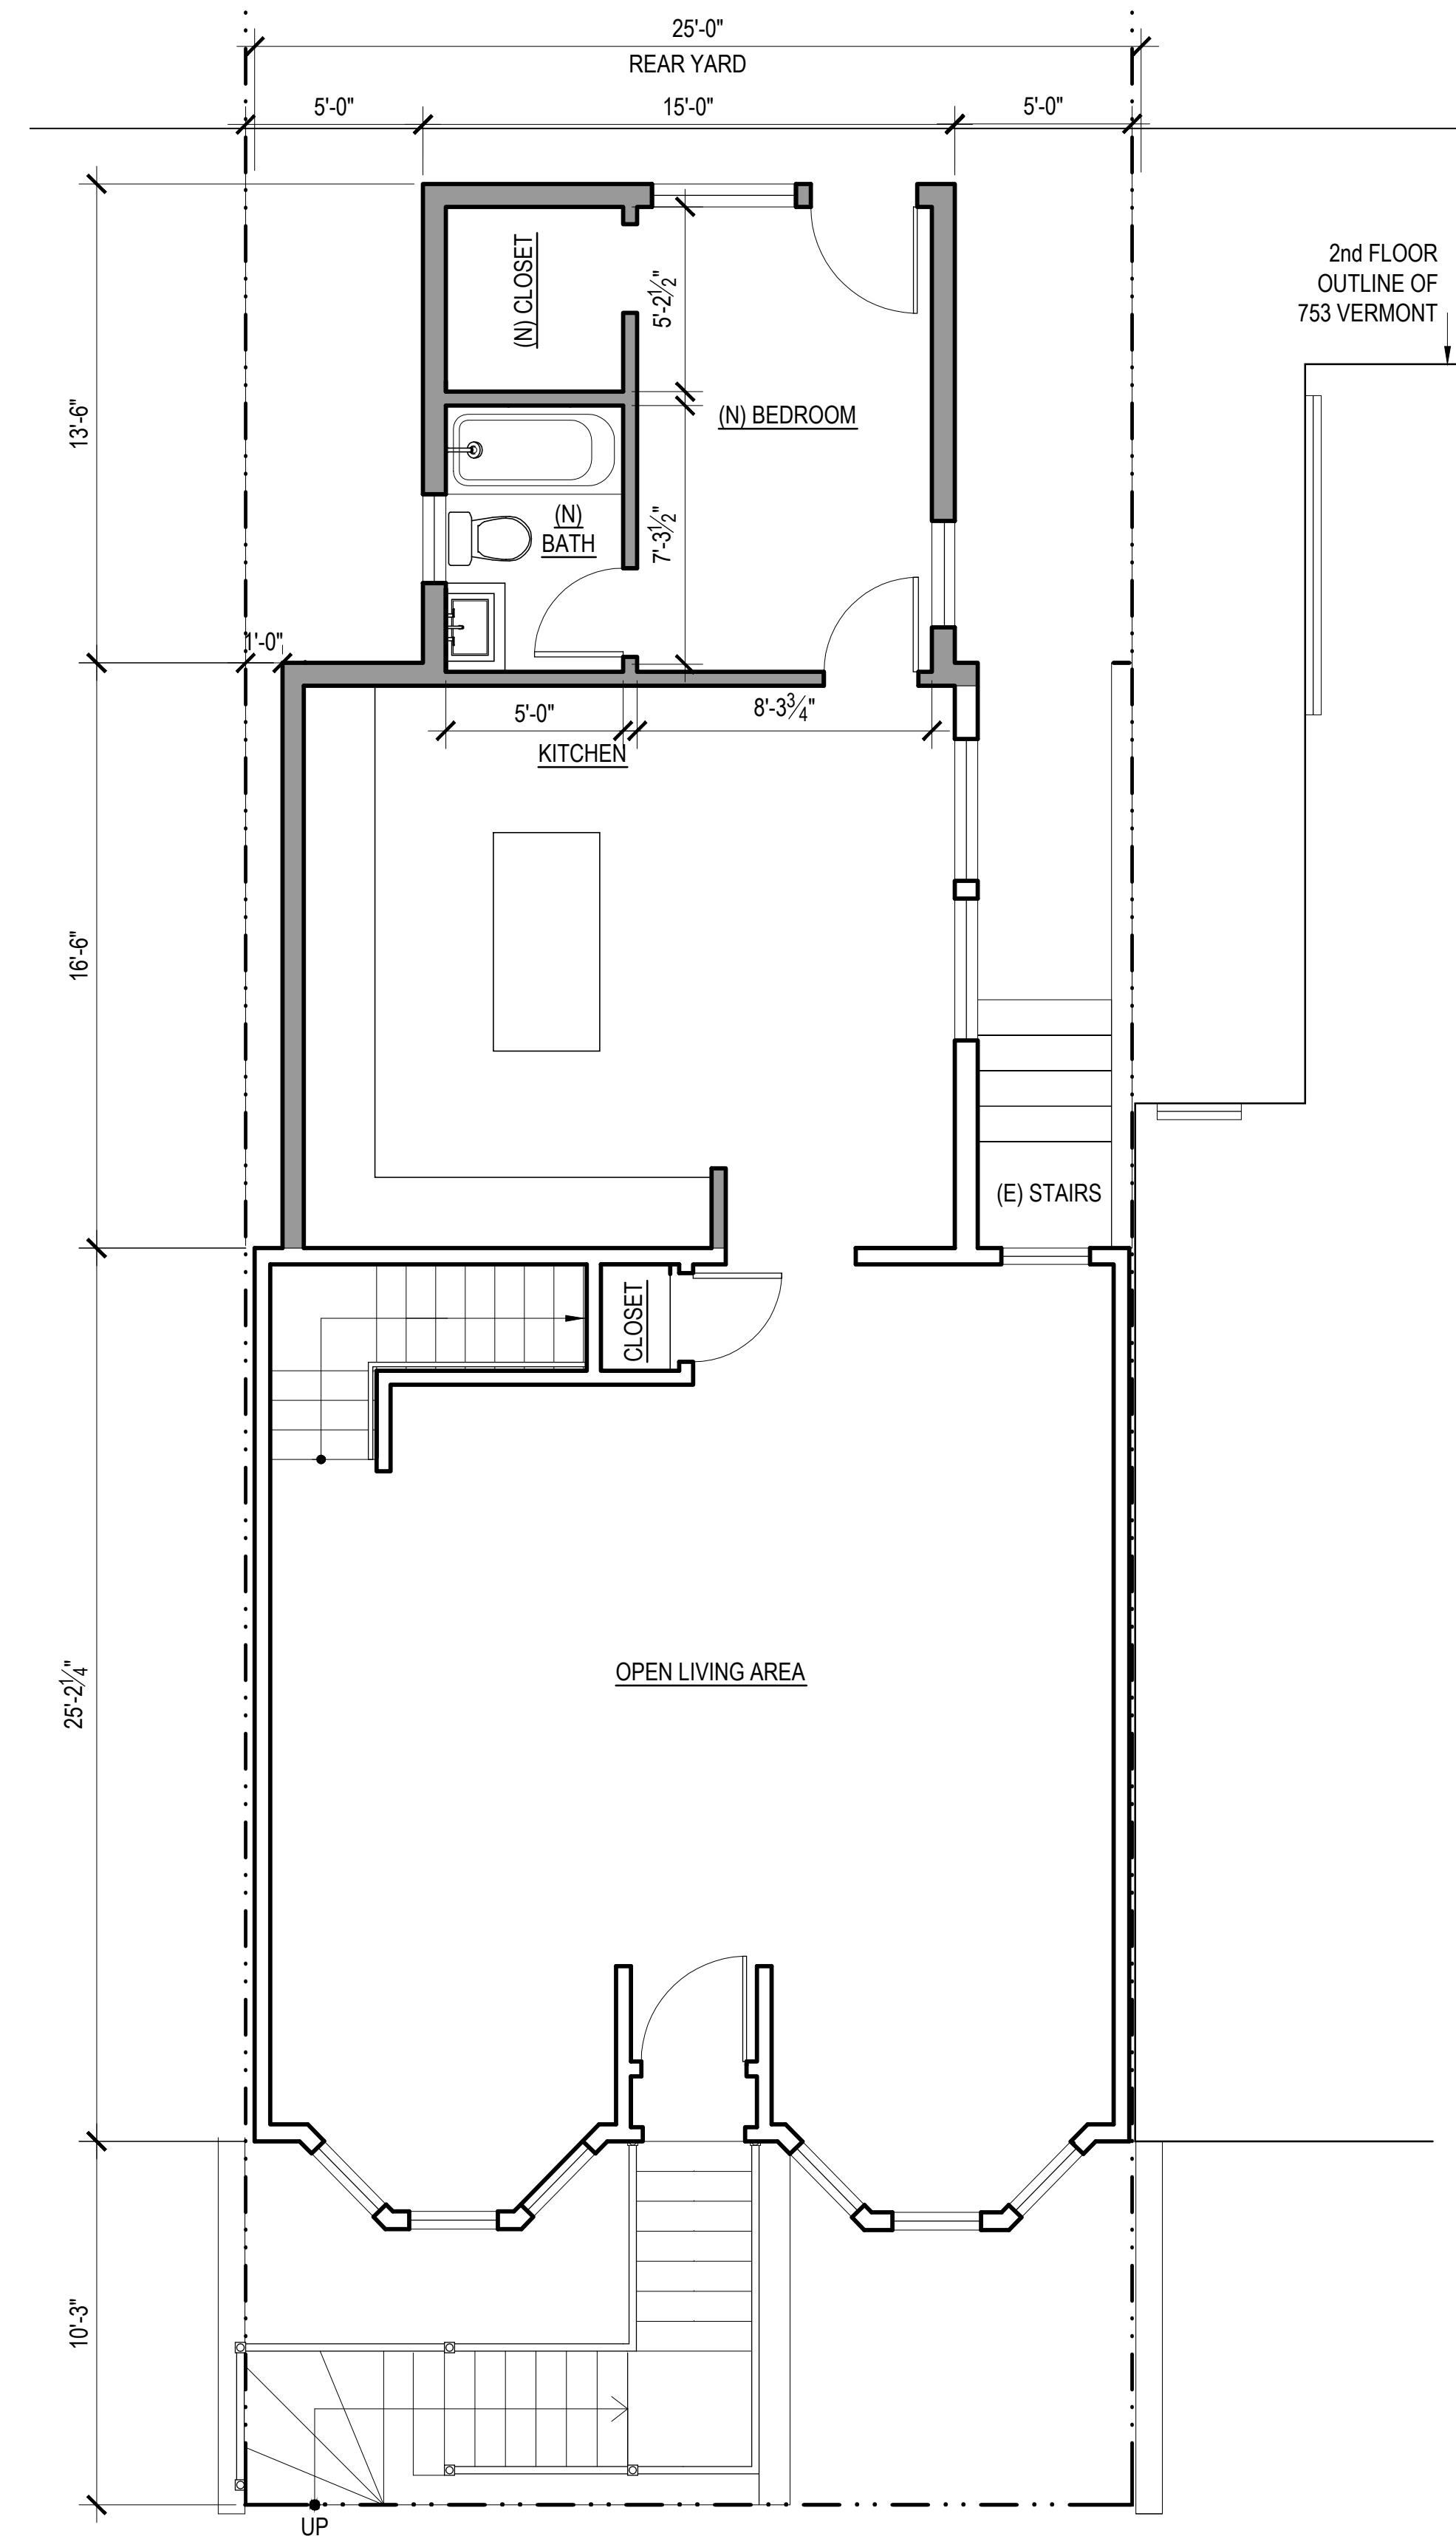 25'-0"
REAR YARD
5'-0"
15'-0"
5'-0"
2nd FLOOR
OUTLINE OF
753 VERMONT
(N) CLOSET
5'-2½"
13'-6"
(N) BEDROOM
(N)
BATH
7'-3½"
1'-0"
5'-0"
8'-3¾"
KITCHEN
16'-6"
(E) STAIRS
CLOSET
OPEN LIVING AREA
25'-2¼"
10'-3"
UP